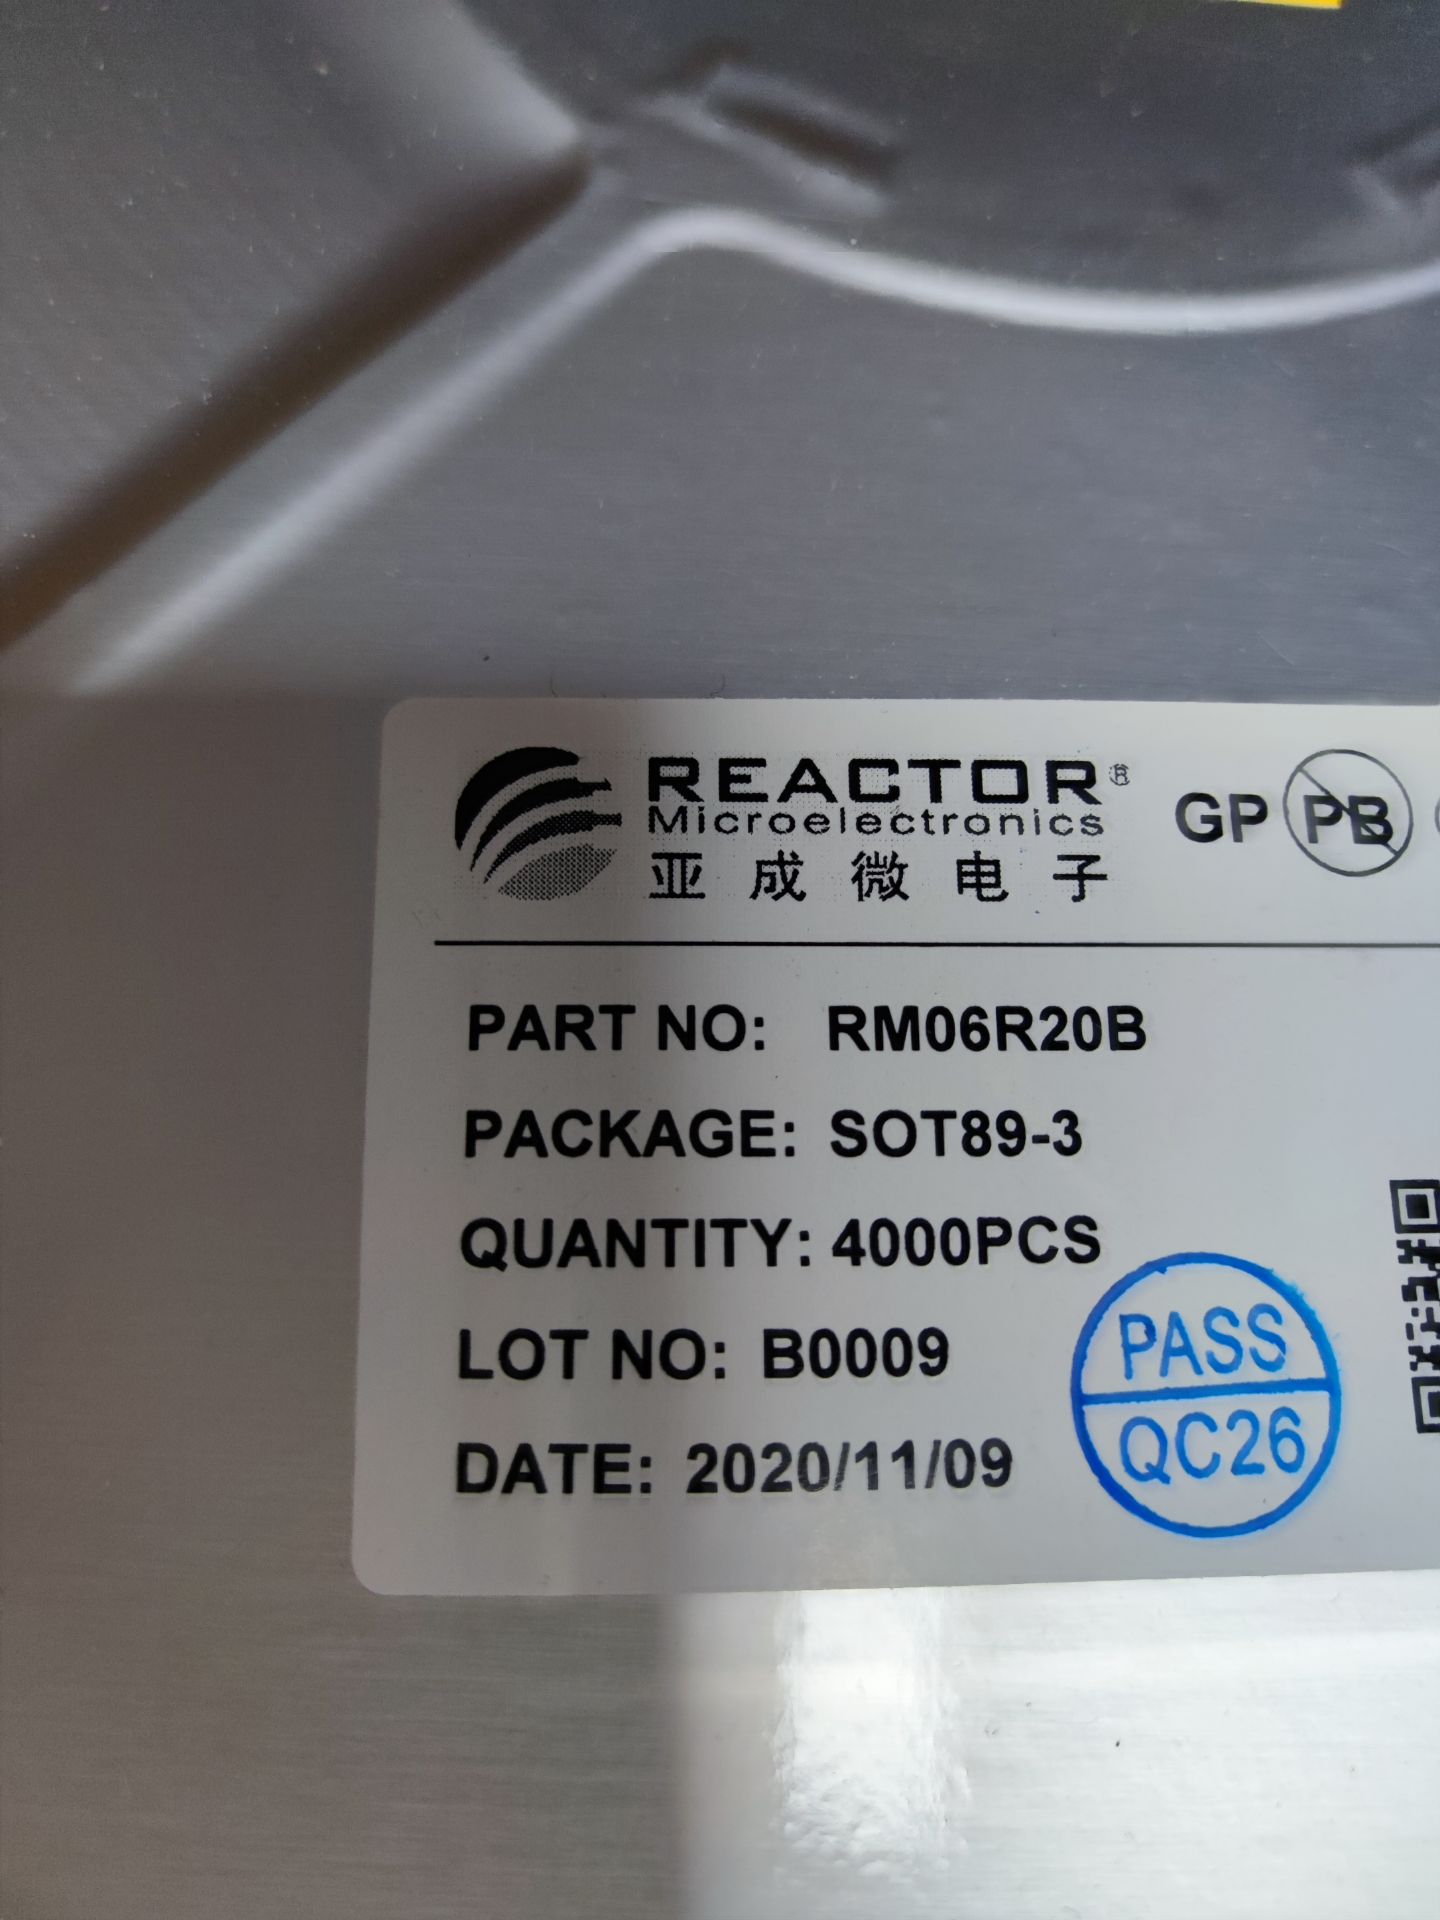 REACTOR®
Microelectronics
亚成微电子
GP PB
PART NO: RM06R20B
PACKAGE: SOT89-3
QUANTITY: 4000PCS
LOT NO: B0009
DATE: 2020/11/09
PASS
QC26